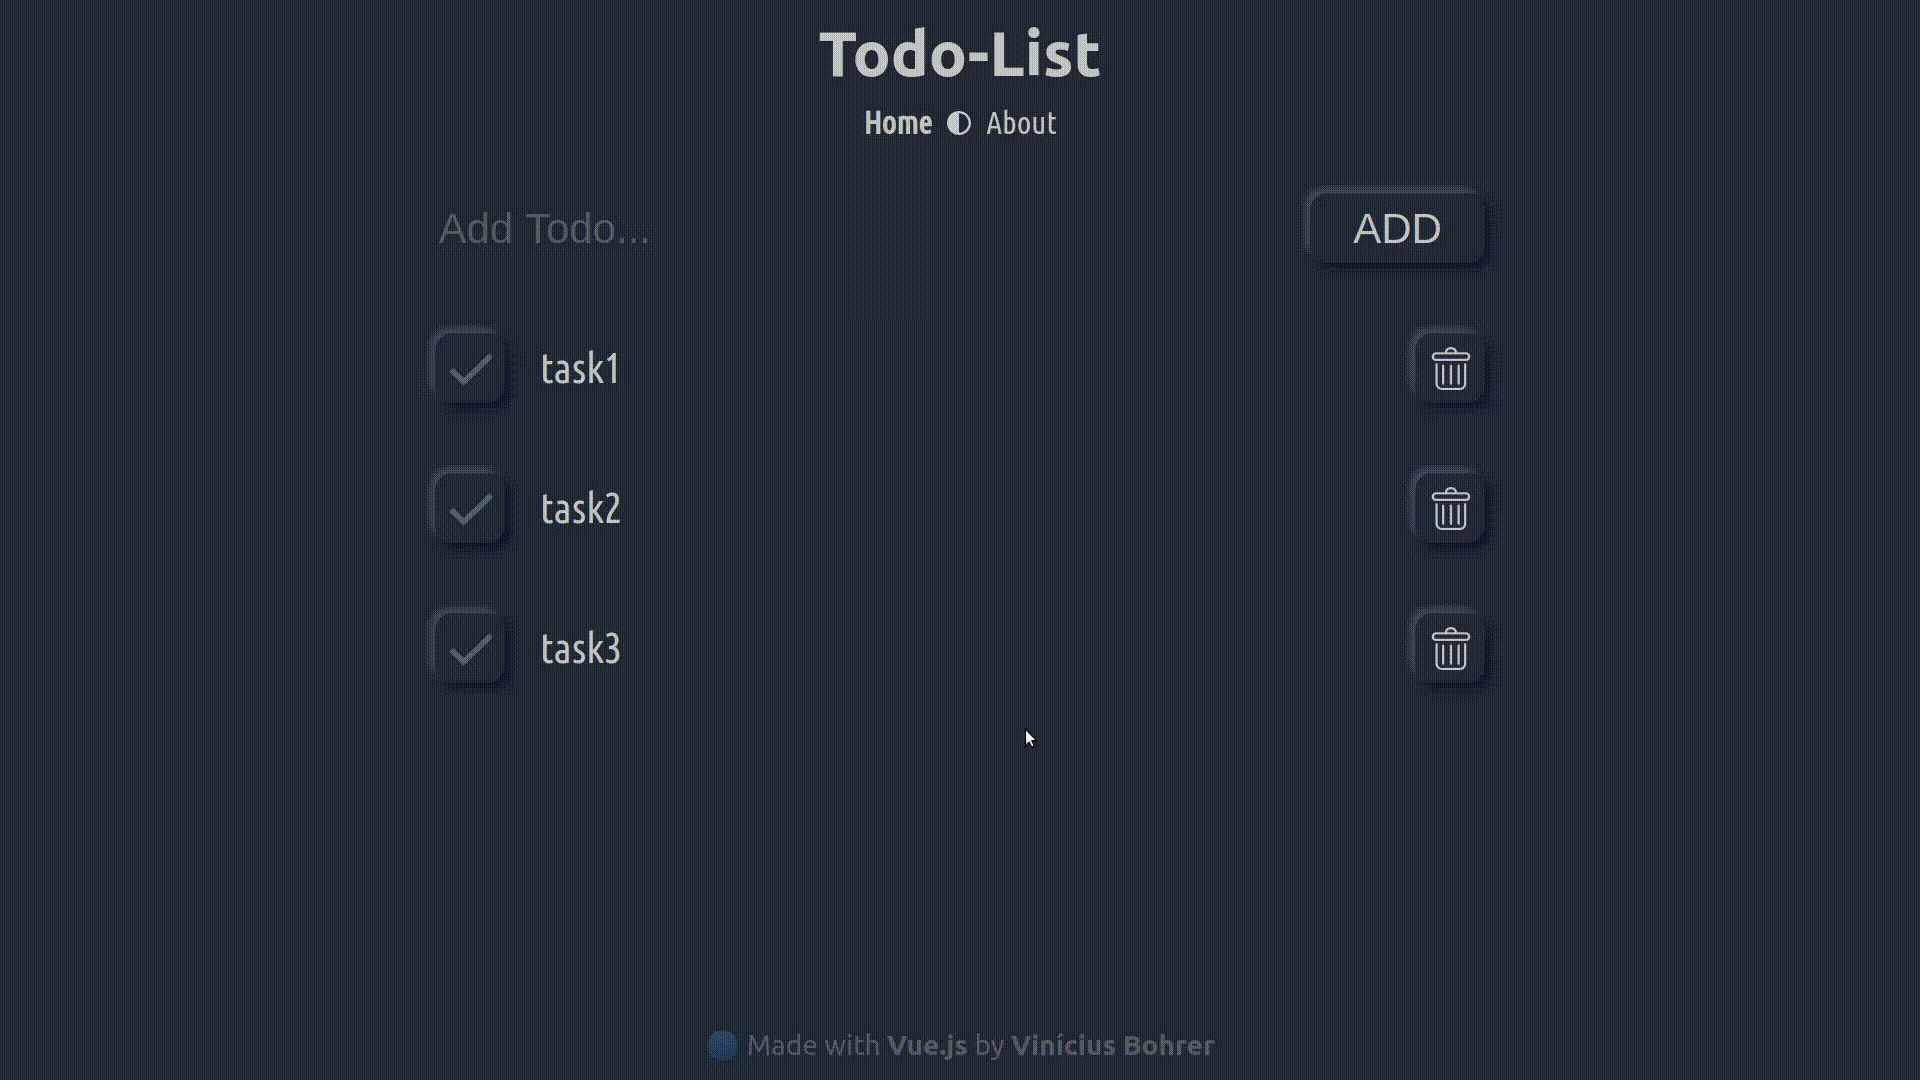 Todo-List
Home About
Add Todo... ADD
task1
task2
task3
Made with Vue.js by Vinícius Bohrer